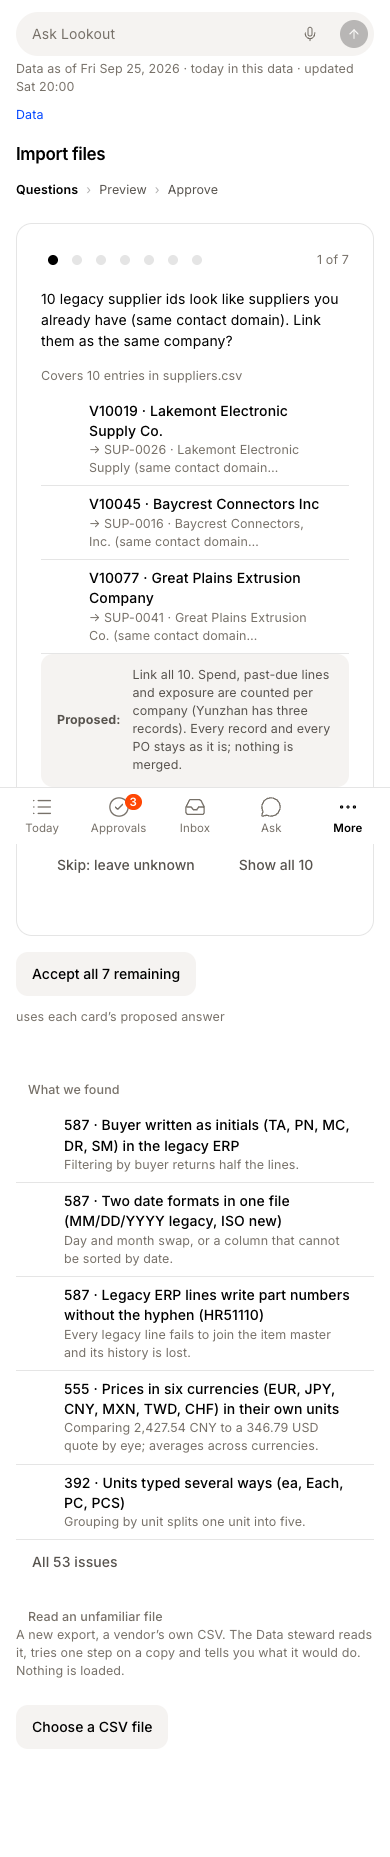 Ask Lookout
Data as of Fri Sep 25, 2026 · today in this data · updated
Sat 20:00
Data
Import files
Questions › Preview › Approve
1 of 7
10 legacy supplier ids look like suppliers you
already have (same contact domain). Link
them as the same company?
Covers 10 entries in suppliers.csv
V10019 · Lakemont Electronic
Supply Co.
→ SUP-0026 · Lakemont Electronic
Supply (same contact domain…
V10045 · Baycrest Connectors Inc
→ SUP-0016 · Baycrest Connectors,
Inc. (same contact domain…
V10077 · Great Plains Extrusion
Company
→ SUP-0041 · Great Plains Extrusion
Co. (same contact domain…
Proposed:
Link all 10. Spend, past-due lines
and exposure are counted per
company (Yunzhan has three
records). Every record and every
PO stays as it is; nothing is
merged.
3
Today Approvals Inbox Ask More
Skip: leave unknown Show all 10
Accept all 7 remaining
uses each card's proposed answer
What we found
587 · Buyer written as initials (TA, PN, MC,
DR, SM) in the legacy ERP
Filtering by buyer returns half the lines.
587 · Two date formats in one file
(MM/DD/YYYY legacy, ISO new)
Day and month swap, or a column that cannot
be sorted by date.
587 · Legacy ERP lines write part numbers
without the hyphen (HR51110)
Every legacy line fails to join the item master
and its history is lost.
555 · Prices in six currencies (EUR, JPY,
CNY, MXN, TWD, CHF) in their own units
Comparing 2,427.54 CNY to a 346.79 USD
quote by eye; averages across currencies.
392 · Units typed several ways (ea, Each,
PC, PCS)
Grouping by unit splits one unit into five.
All 53 issues
Read an unfamiliar file
A new export, a vendor's own CSV. The Data steward reads
it, tries one step on a copy and tells you what it would do.
Nothing is loaded.
Choose a CSV file